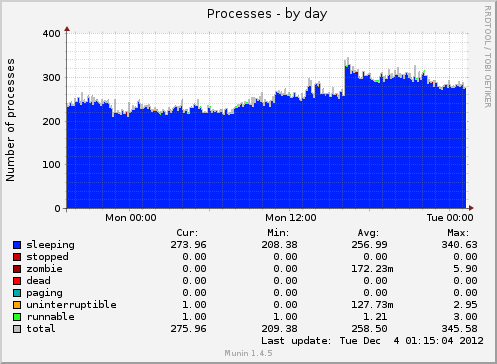 Processes - by day
RRDTOOL / TOBI OETIKER
Number of processes
400
300
200
100
0
Mon 00:00 Mon 12:00 Tue 00:00
Cur: Min: Avg: Max:
sleeping 273.96 208.38 256.99 340.63
stopped 0.00 0.00 0.00 0.00
zombie 0.00 0.00 172.23m 5.90
dead 0.00 0.00 0.00 0.00
paging 0.00 0.00 0.00 0.00
uninterruptible 1.00 0.00 127.73m 2.95
runnable 1.00 1.00 1.21 3.00
total 275.96 209.38 258.50 345.58
Last update: Tue Dec 4 01:15:04 2012
Munin 1.4.5